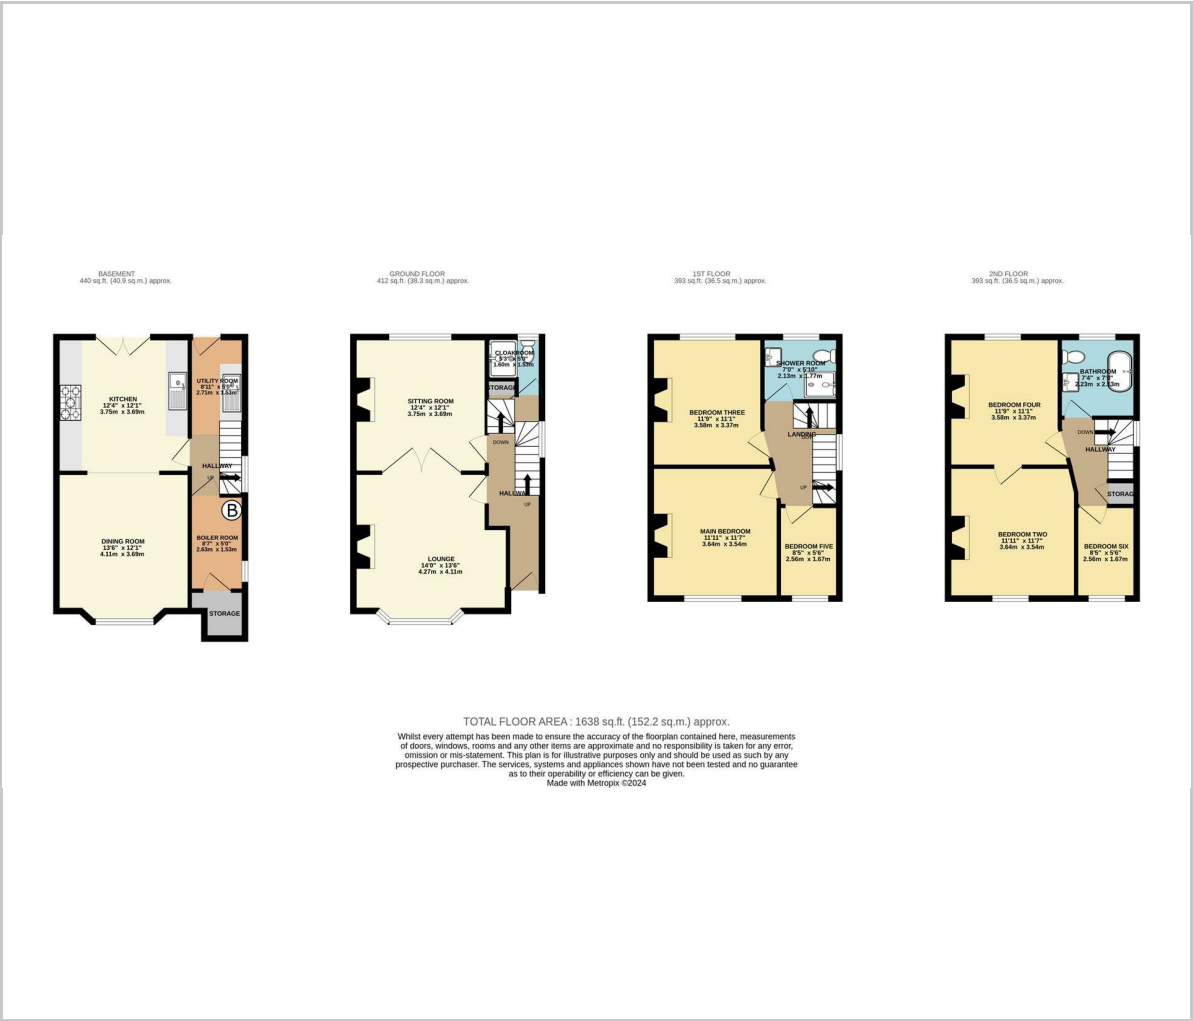 BASEMENT
440 sq.ft. (40.9 sq.m.) approx.
KITCHEN
12'4" x 12'1"
3.75m x 3.69m
UTILITY ROOM
8'11" x 5'0"
2.71m x 1.53m
HALLWAY
UP
B
BOILER ROOM
8'7" x 5'0"
2.63m x 1.53m
DINING ROOM
13'6" x 12'1"
4.11m x 3.69m
STORAGE
GROUND FLOOR
412 sq.ft. (38.3 sq.m.) approx.
CLOAKROOM
5'3" x 5'0"
1.60m x 1.53m
STORAGE
SITTING ROOM
12'4" x 12'1"
3.75m x 3.69m
DOWN
HALLWAY
UP
LOUNGE
14'0" x 13'6"
4.27m x 4.11m
1ST FLOOR
393 sq.ft. (36.5 sq.m.) approx.
SHOWER ROOM
7'0" x 5'10"
2.13m x 1.77m
BEDROOM THREE
11'9" x 11'1"
3.58m x 3.37m
LANDING
UP
MAIN BEDROOM
11'11" x 11'7"
3.64m x 3.54m
BEDROOM FIVE
8'5" x 5'6"
2.56m x 1.67m
2ND FLOOR
393 sq.ft. (36.5 sq.m.) approx.
BATHROOM
7'4" x
2.23m x
BEDROOM FOUR
11'9" x 11'1"
3.58m x 3.37m
DOWN
HALLWAY
STORAG
BEDROOM TWO
11'11" x 11'7"
3.64m x 3.54m
BEDROOM SIX
8'5" x 5'6"
2.56m x 1.67m
TOTAL FLOOR AREA : 1638 sq.ft. (152.2 sq.m.) approx.
Whilst every attempt has been made to ensure the accuracy of the floorplan contained here, measurements
of doors, windows, rooms and any other items are approximate and no responsibility is taken for any error,
omission or mis-statement. This plan is for illustrative purposes only and should be used as such by any
prospective purchaser. The services, systems and appliances shown have not been tested and no guarantee
as to their operability or efficiency can be given.
Made with Metropix ©2024